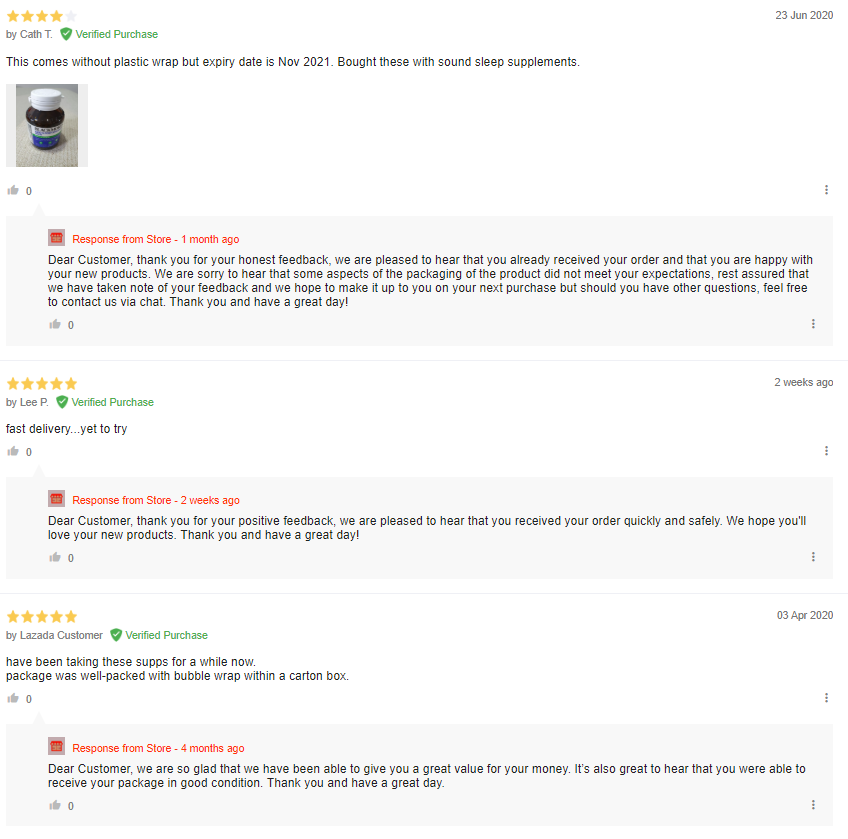 23 Jun 2020
by Cath T. Verified Purchase
This comes without plastic wrap but expiry date is Nov 2021. Bought these with sound sleep supplements.
0
Response from Store - 1 month ago
Dear Customer, thank you for your honest feedback, we are pleased to hear that you already received your order and that you are happy with
your new products. We are sorry to hear that some aspects of the packaging of the product did not meet your expectations, rest assured that
we have taken note of your feedback and we hope to make it up to you on your next purchase but should you have other questions, feel free
to contact us via chat. Thank you and have a great day!
0
2 weeks ago
by Lee P. Verified Purchase
fast delivery...yet to try
0
Response from Store - 2 weeks ago
Dear Customer, thank you for your positive feedback, we are pleased to hear that you received your order quickly and safely. We hope you'll
love your new products. Thank you and have a great day!
0
03 Apr 2020
by Lazada Customer Verified Purchase
have been taking these supps for a while now.
package was well-packed with bubble wrap within a carton box.
0
Response from Store - 4 months ago
Dear Customer, we are so glad that we have been able to give you a great value for your money. It's also great to hear that you were able to
receive your package in good condition. Thank you and have a great day.
0